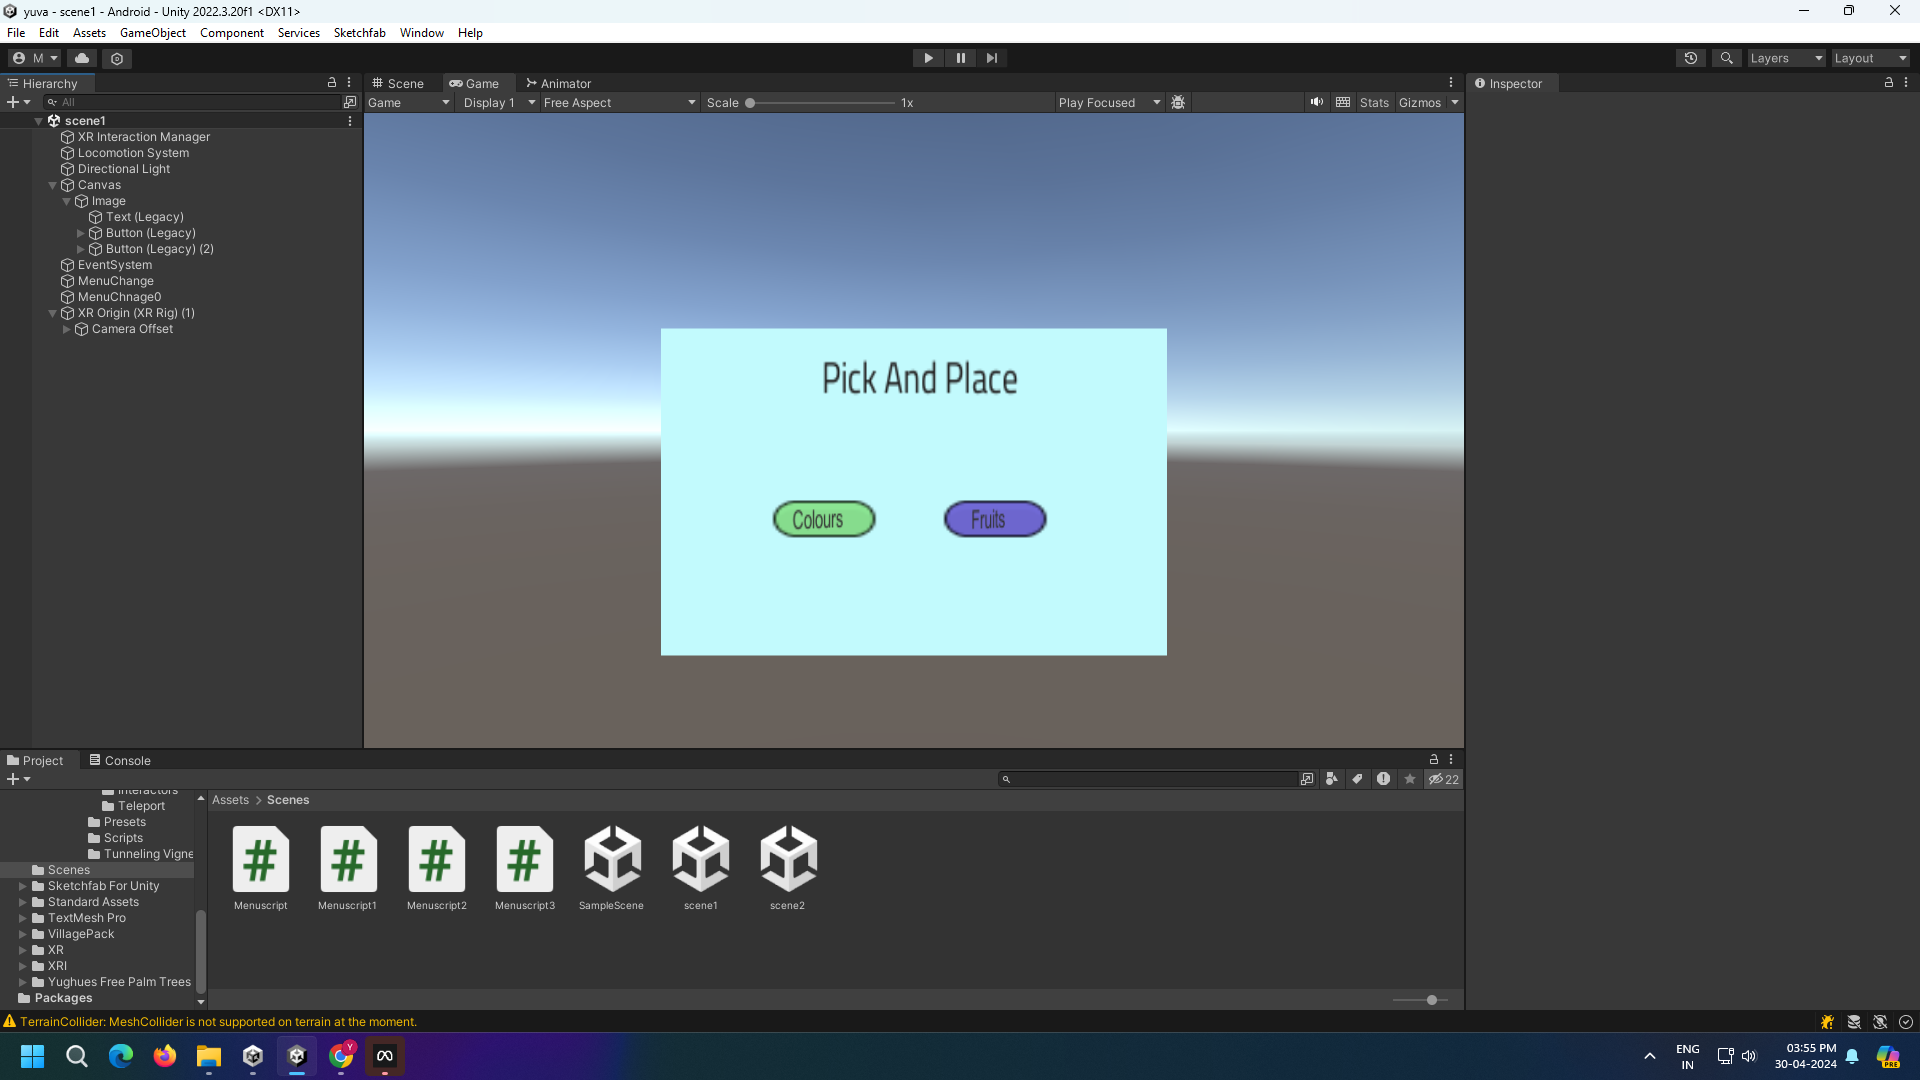 yuva - scene1 - Android - Unity 2022.3.20f1 <DX11>
File Edit Assets GameObject Component Services Sketchfab Window Help
M Layers Layout
Hierarchy
All
scene1
XR Interaction Manager
Locomotion System
Directional Light
Canvas
Image
Text (Legacy)
Button (Legacy)
Button (Legacy) (2)
EventSystem
MenuChange
MenuChnage0
XR Origin (XR Rig) (1)
Camera Offset
Scene Game Animator
Game Display 1 Free Aspect Scale 1x Play Focused Stats Gizmos
Pick And Place
Colours Fruits
Inspector
Project Console
22
Interactors
Teleport
Presets
Scripts
Tunneling Vigne
Scenes
Sketchfab For Unity
Standard Assets
TextMesh Pro
VillagePack
XR
XRI
Yughues Free Palm Trees
Packages
Assets > Scenes
Menuscript Menuscript1 Menuscript2 Menuscript3 SampleScene scene1 scene2
TerrainCollider: MeshCollider is not supported on terrain at the moment.
Y
ENG
IN
03:55 PM
30-04-2024
PRE